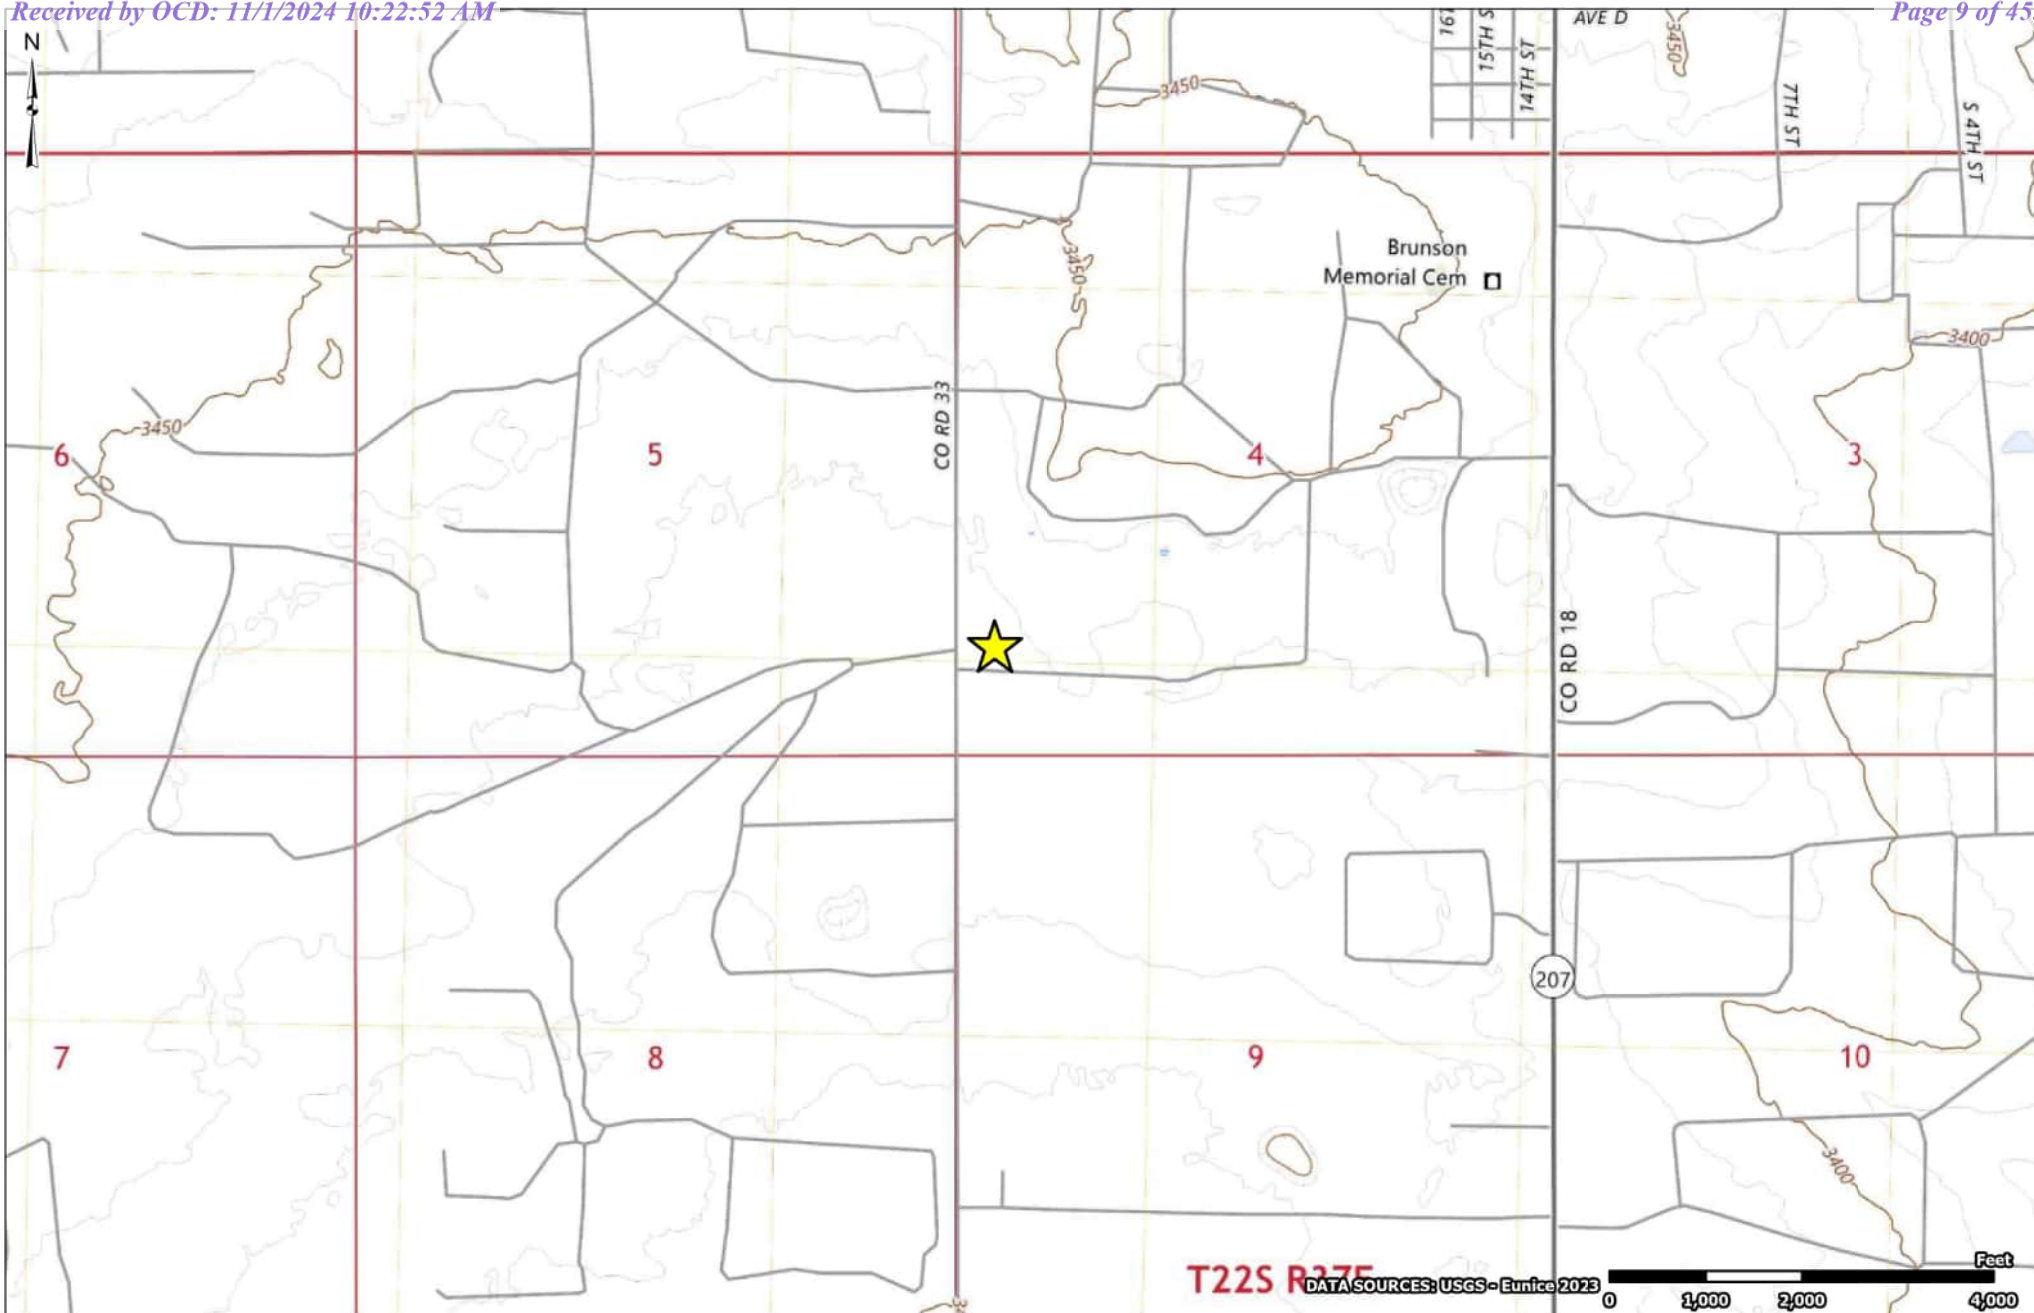 Received by OCD: 11/1/2024 10:22:52 AM
Page 9 of 45
N
AVE D
15TH S
14TH ST
7TH ST
S 4TH ST
3450
3450
3450
Brunson
Memorial Cem
3400
CO RD 33
3450
6
5
4
3
CO RD 18
207
7
8
9
10
3400
T22S R37E
DATA SOURCES: USGS - Eunice 2023
Feet
0 1,000 2,000 4,000